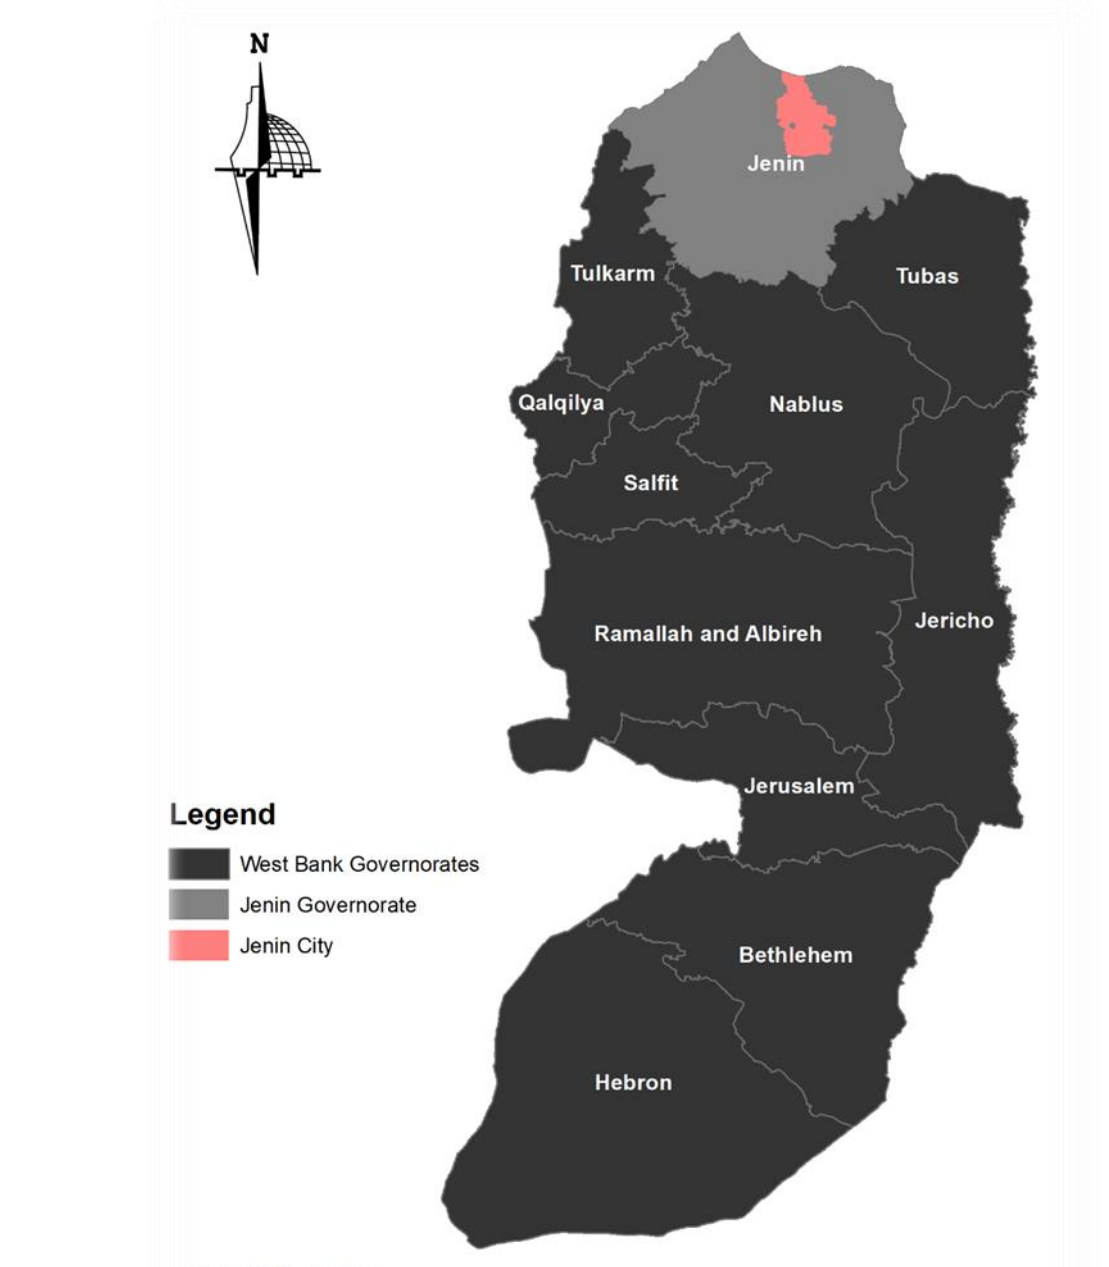 N
Jenin
Tulkarm
Tubas
Qalqilya
Nablus
Salfit
Jericho
Ramallah and Albireh
Jerusalem
Legend
West Bank Governorates
Jenin Governorate
Jenin City
Bethlehem
Hebron